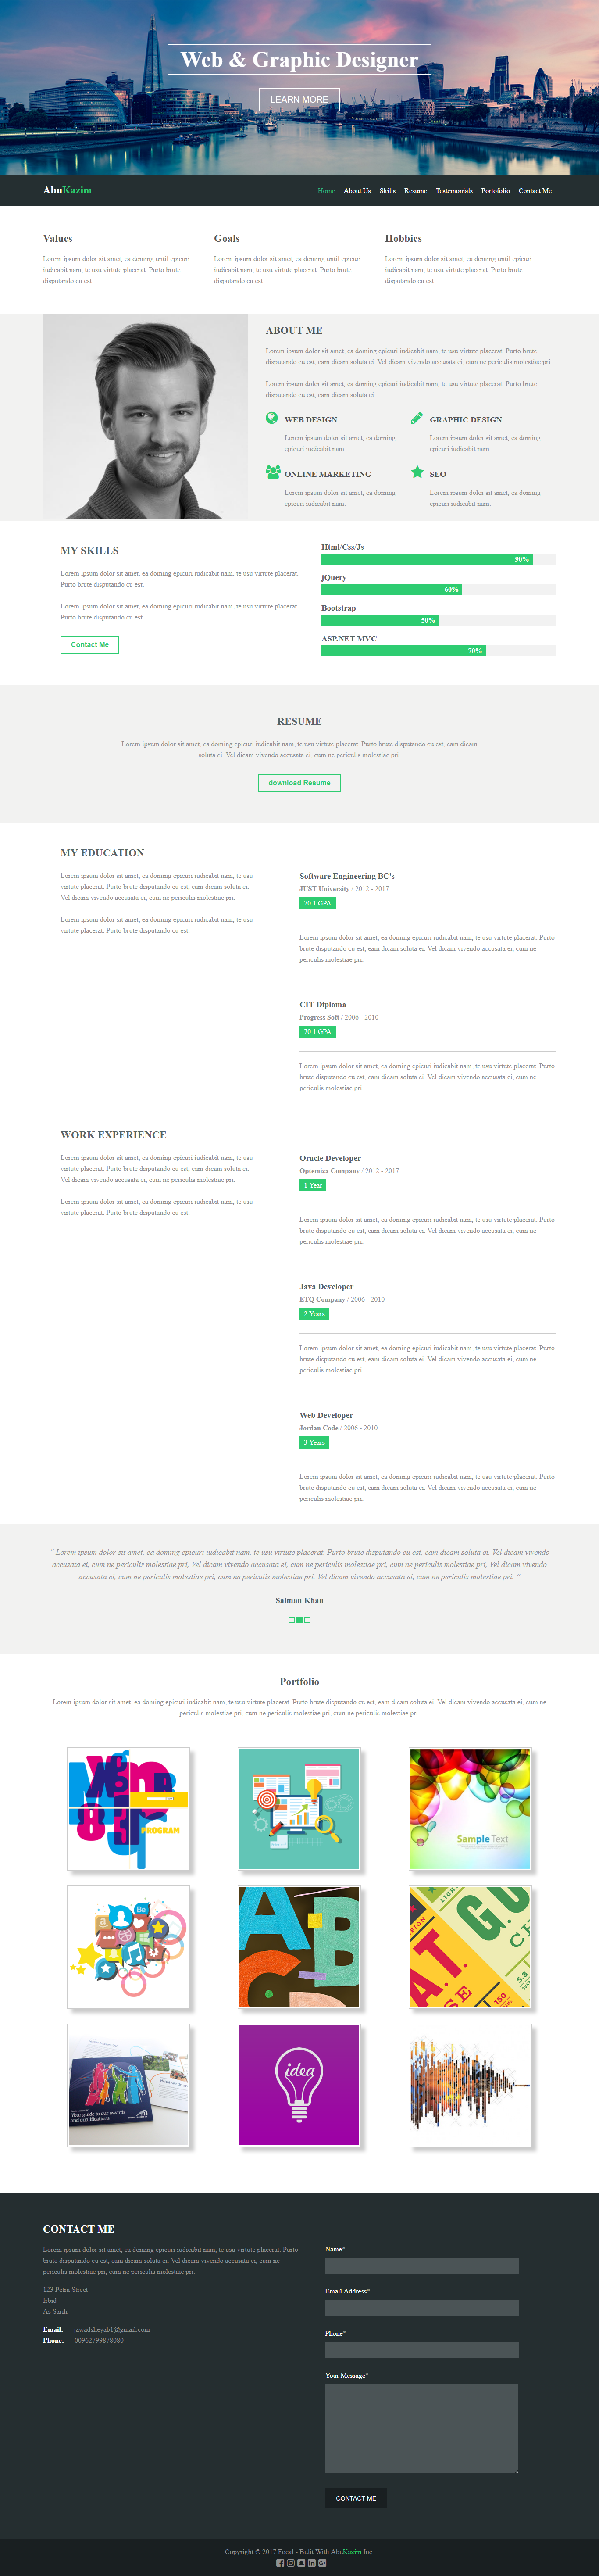 Web & Graphic Designer
LEARN MORE
AbuKazim
Home About Us Skills Resume Testemonials Portofolio Contact Me
Values
Lorem ipsum dolor sit amet, ea doming until epicuri
iudicabit nam, te usu virtute placerat. Purto brute
disputando cu est.
Goals
Lorem ipsum dolor sit amet, ea doming until epicuri
iudicabit nam, te usu virtute placerat. Purto brute
disputando cu est.
Hobbies
Lorem ipsum dolor sit amet, ea doming until epicuri
iudicabit nam, te usu virtute placerat. Purto brute
disputando cu est.
ABOUT ME
Lorem ipsum dolor sit amet, ea doming epicuri iudicabit nam, te usu virtute placerat. Purto brute
disputando cu est, eam dicam soluta ei. Vel dicam vivendo accusata ei, cum ne periculis molestiae pri.
Lorem ipsum dolor sit amet, ea doming epicuri iudicabit nam, te usu virtute placerat. Purto brute
disputando cu est, eam dicam soluta ei.
WEB DESIGN
Lorem ipsum dolor sit amet, ea doming
epicuri iudicabit nam.
GRAPHIC DESIGN
Lorem ipsum dolor sit amet, ea doming
epicuri iudicabit nam.
ONLINE MARKETING
Lorem ipsum dolor sit amet, ea doming
epicuri iudicabit nam.
SEO
Lorem ipsum dolor sit amet, ea doming
epicuri iudicabit nam.
MY SKILLS
Lorem ipsum dolor sit amet, ea doming epicuri iudicabit nam, te usu virtute placerat.
Purto brute disputando cu est.
Lorem ipsum dolor sit amet, ea doming epicuri iudicabit nam, te usu virtute placerat.
Purto brute disputando cu est.
Contact Me
Html/Css/Js
90%
jQuery
60%
Bootstrap
50%
ASP.NET MVC
70%
RESUME
Lorem ipsum dolor sit amet, ea doming epicuri iudicabit nam, te usu virtute placerat. Purto brute disputando cu est, eam dicam
soluta ei. Vel dicam vivendo accusata ei, cum ne periculis molestiae pri.
download Resume
MY EDUCATION
Lorem ipsum dolor sit amet, ea doming epicuri iudicabit nam, te usu
virtute placerat. Purto brute disputando cu est, eam dicam soluta ei.
Vel dicam vivendo accusata ei, cum ne periculis molestiae pri.
Lorem ipsum dolor sit amet, ea doming epicuri iudicabit nam, te usu
virtute placerat. Purto brute disputando cu est.
Software Engineering BC's
JUST University / 2012 - 2017
70.1 GPA
Lorem ipsum dolor sit amet, ea doming epicuri iudicabit nam, te usu virtute placerat. Purto
brute disputando cu est, eam dicam soluta ei. Vel dicam vivendo accusata ei, cum ne
periculis molestiae pri.
CIT Diploma
Progress Soft / 2006 - 2010
70.1 GPA
Lorem ipsum dolor sit amet, ea doming epicuri iudicabit nam, te usu virtute placerat. Purto
brute disputando cu est, eam dicam soluta ei. Vel dicam vivendo accusata ei, cum ne
periculis molestiae pri.
WORK EXPERIENCE
Lorem ipsum dolor sit amet, ea doming epicuri iudicabit nam, te usu
virtute placerat. Purto brute disputando cu est, eam dicam soluta ei.
Vel dicam vivendo accusata ei, cum ne periculis molestiae pri.
Lorem ipsum dolor sit amet, ea doming epicuri iudicabit nam, te usu
virtute placerat. Purto brute disputando cu est.
Oracle Developer
Optemira Company / 2012 - 2017
1 Year
Lorem ipsum dolor sit amet, ea doming epicuri iudicabit nam, te usu virtute placerat. Purto
brute disputando cu est, eam dicam soluta ei. Vel dicam vivendo accusata ei, cum ne
periculis molestiae pri.
Java Developer
ETQ Company / 2006 - 2010
2 Years
Lorem ipsum dolor sit amet, ea doming epicuri iudicabit nam, te usu virtute placerat. Purto
brute disputando cu est, eam dicam soluta ei. Vel dicam vivendo accusata ei, cum ne
periculis molestiae pri.
Web Developer
Jordan Code / 2006 - 2010
3 Years
Lorem ipsum dolor sit amet, ea doming epicuri iudicabit nam, te usu virtute placerat. Purto
brute disputando cu est, eam dicam soluta ei. Vel dicam vivendo accusata ei, cum ne
periculis molestiae pri.
" Lorem ipsum dolor sit amet, ea doming epicuri iudicabit nam, te usu virtute placerat. Purto brute disputando cu est, eam dicam soluta ei. Vel dicam vivendo
accusata ei, cum ne periculis molestiae pri, Vel dicam vivendo accusata ei, cum ne periculis molestiae pri, cum ne periculis molestiae pri, Vel dicam vivendo
accusata ei, cum ne periculis molestiae pri, cum ne periculis molestiae pri, Vel dicam vivendo accusata ei, cum ne periculis molestiae pri. "
Salman Khan
Portfolio
Lorem ipsum dolor sit amet, ea doming epicuri iudicabit nam, te usu virtute placerat. Purto brute disputando cu est, eam dicam soluta ei. Vel dicam vivendo accusata ei, cum ne
periculis molestiae pri, cum ne periculis molestiae pri, cum ne periculis molestiae pri.
PROGRAM
Sample Text
A B C
LIGHT
AT. GO
SE
150
5.3
Your guide to our awards
and qualifications
idea
CONTACT ME
Lorem ipsum dolor sit amet, ea doming epicuri iudicabit nam, te usu virtute placerat. Purto
brute disputando cu est, eam dicam soluta ei. Vel dicam vivendo accusata ei, cum ne
periculis molestiae pri, cum ne periculis molestiae pri.
123 Petra Street
Irbid
As Sarih
Email: jawadsheyab1@gmail.com
Phone: 00962799878080
Name*
Email Address*
Phone*
Your Message*
CONTACT ME
Copyright © 2017 Focal - Bulit With AbuKazim Inc.